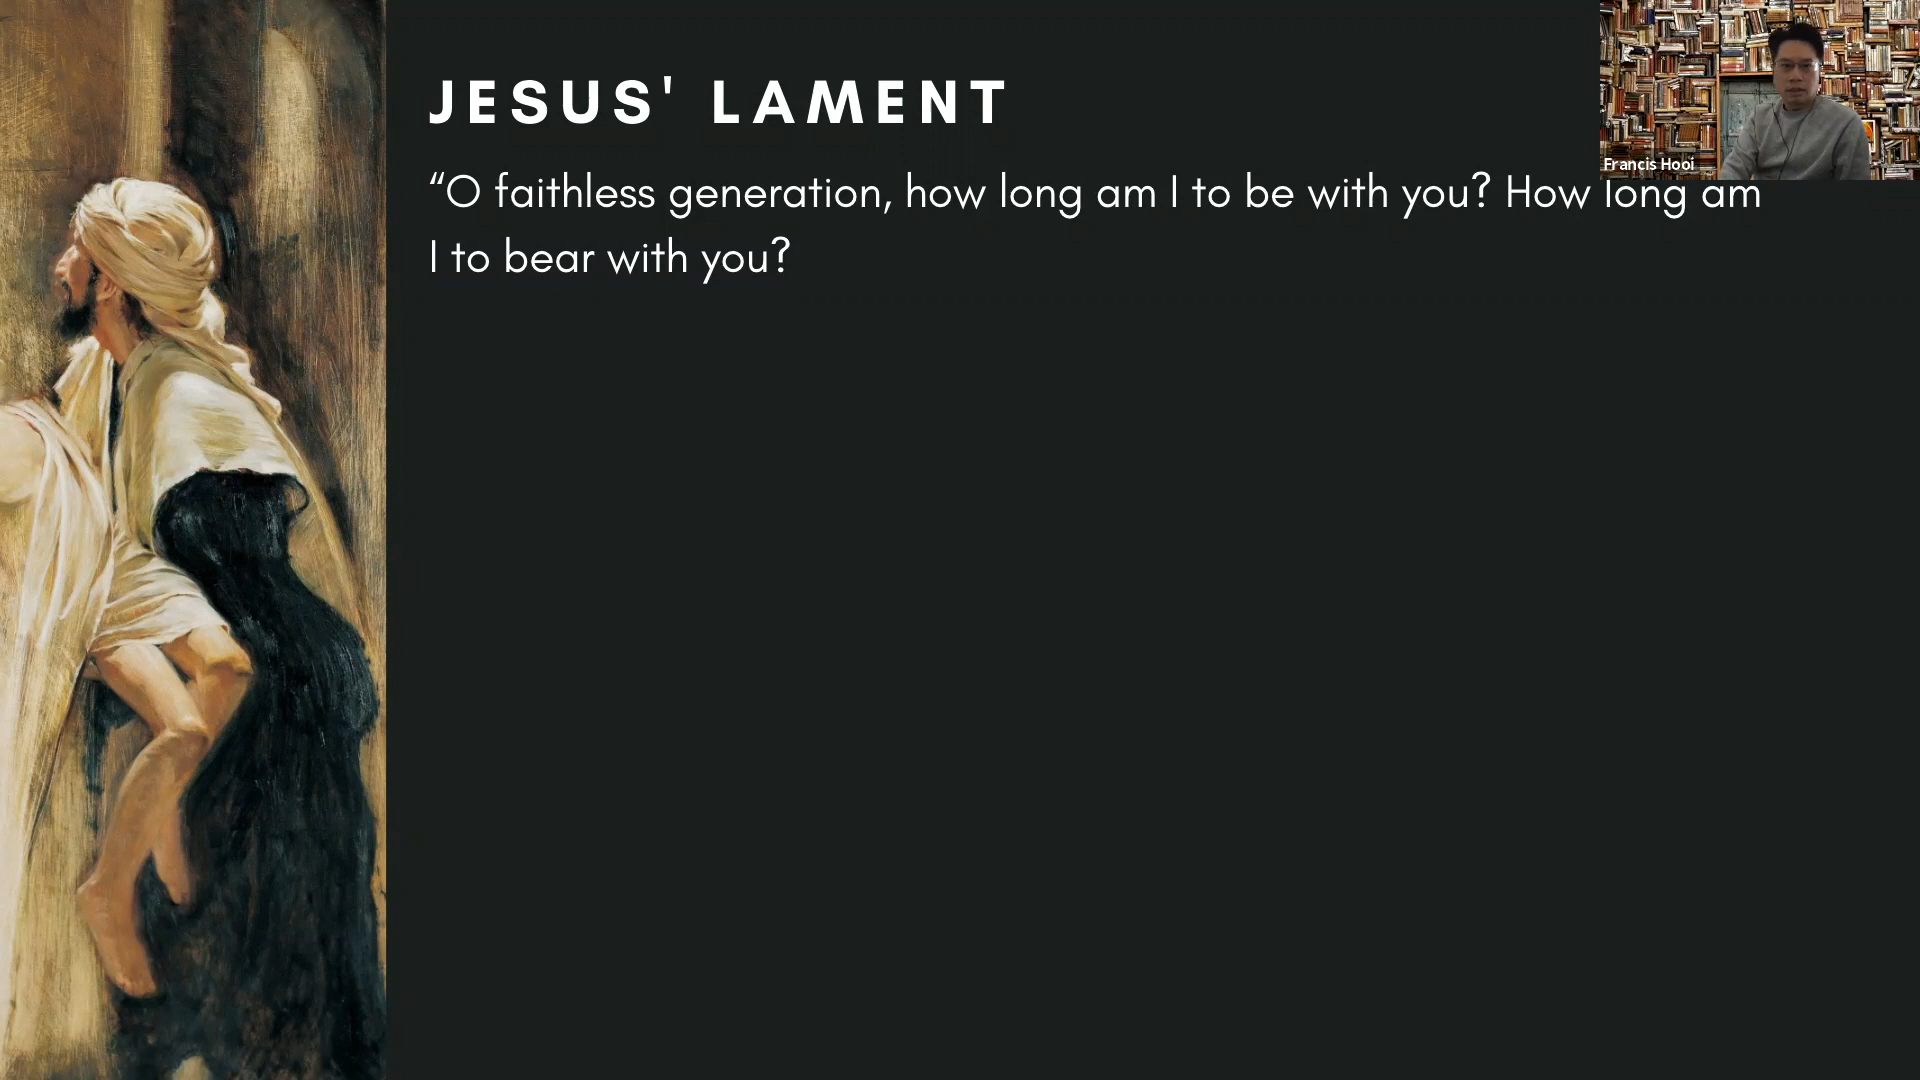 JESUS' LAMENT
Francis Hooi
“O faithless generation, how long am I to be with you? How long am
I to bear with you?